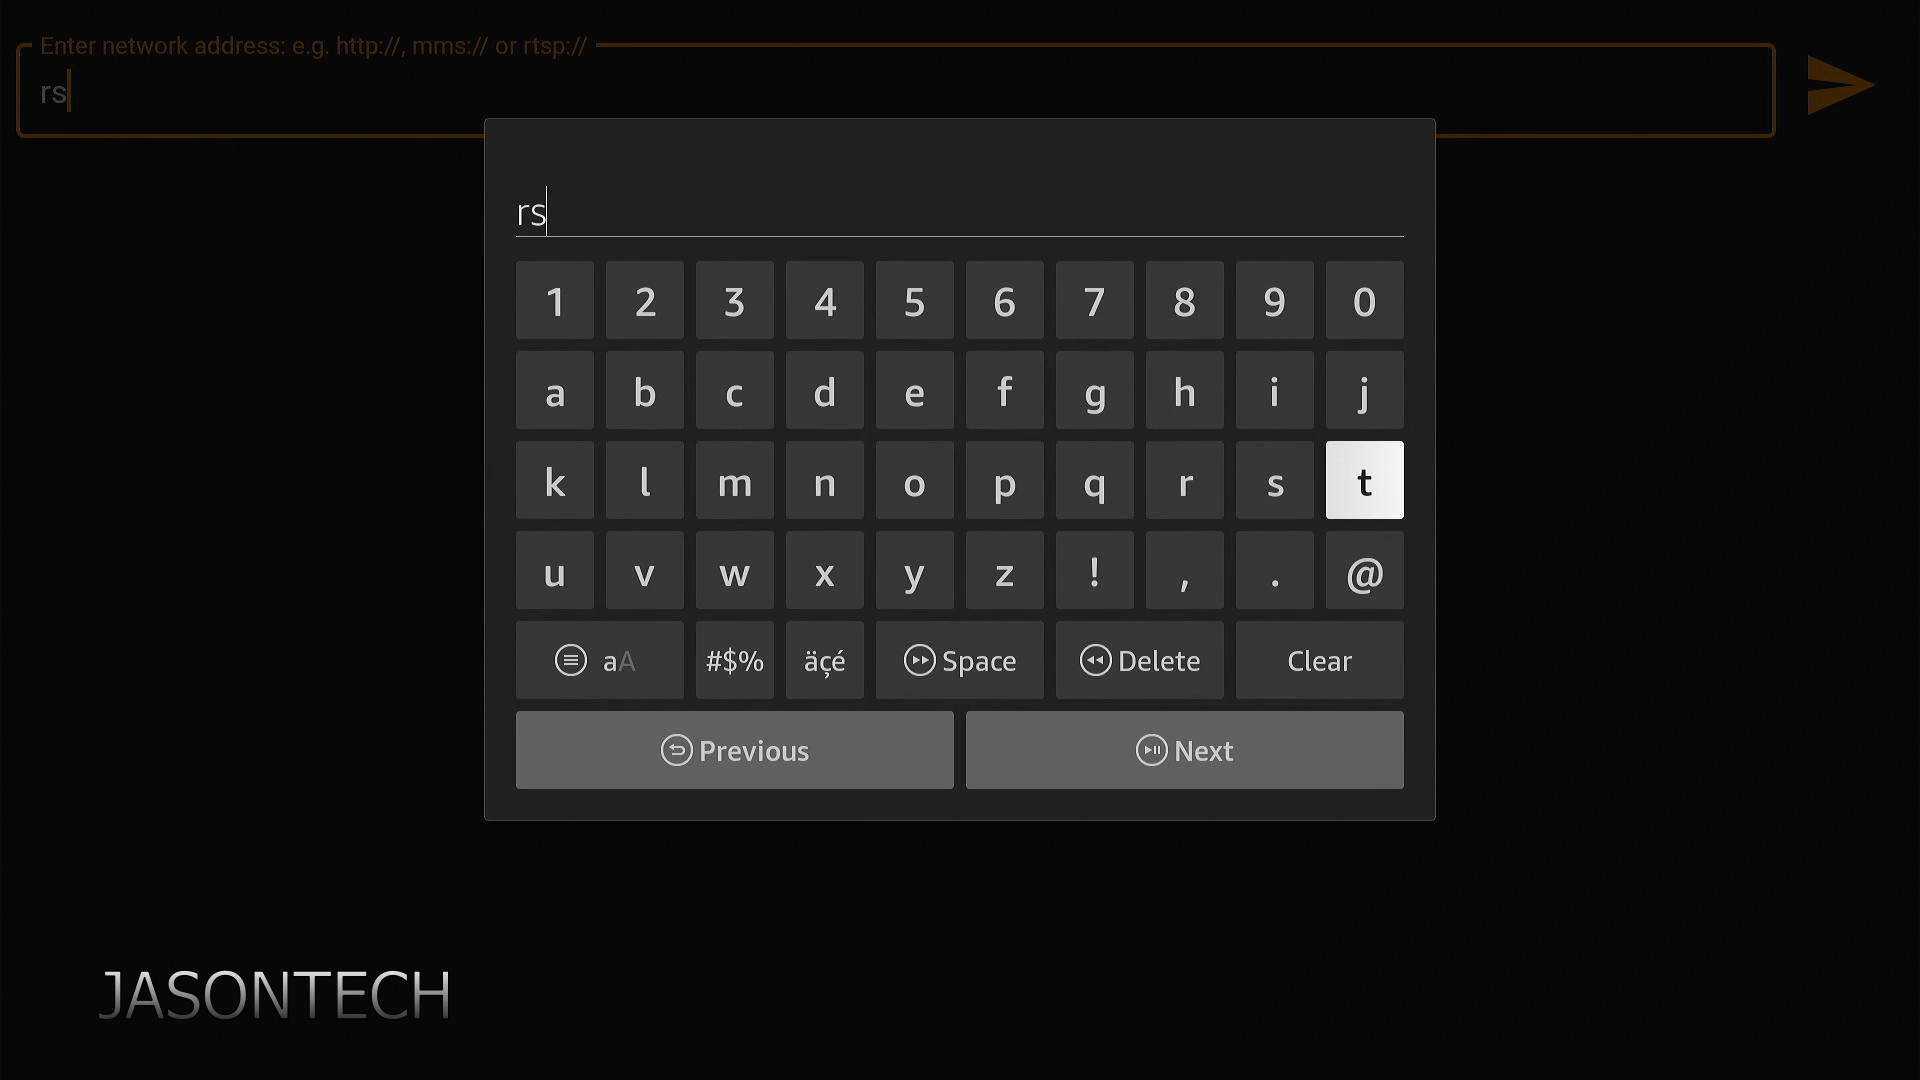 Enter network address: e.g. http://, mms:// or rtsp://
rs
rs
1 2 3 4 5 6 7 8 9 0
a b c d e f g h i j
k l m n o p q r s t
u v w x y z ! , . @
aA #$% äçé Space Delete Clear
Previous Next
JASONTECH